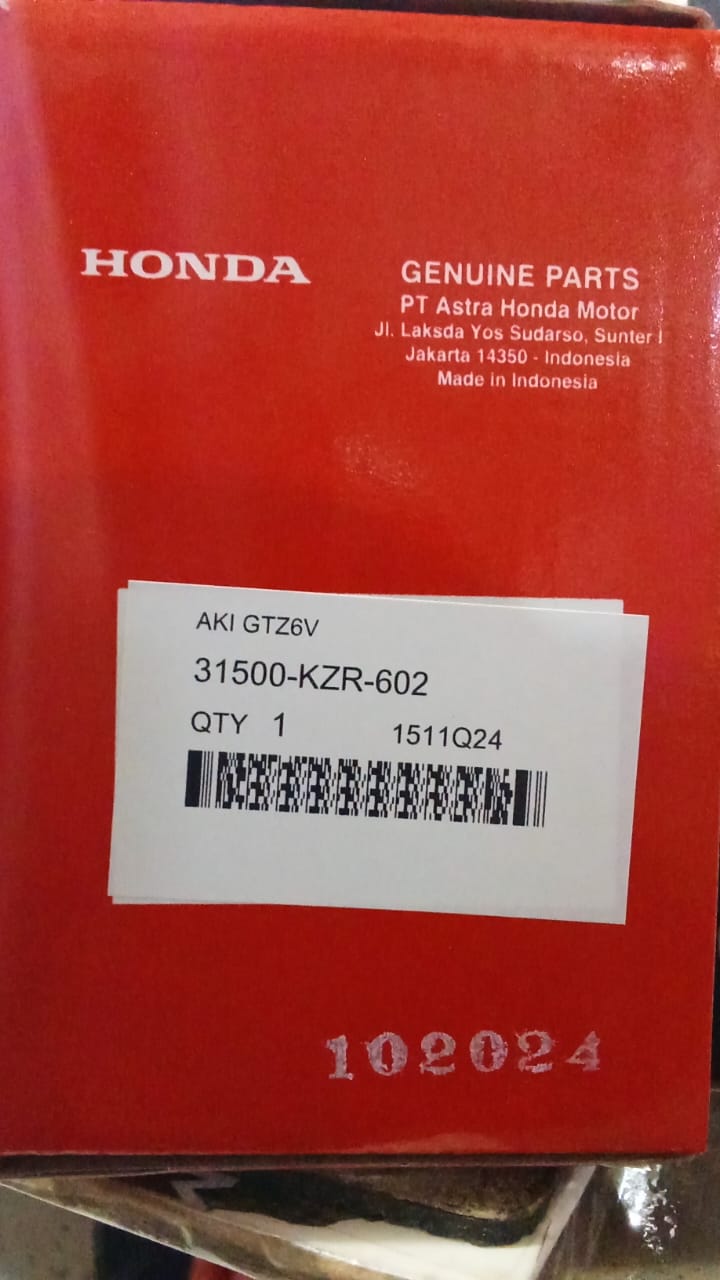 HONDA
GENUINE PARTS
PT Astra Honda Motor
Jl. Laksda Yos Sudarso, Sunter I
Jakarta 14350 - Indonesia
Made in Indonesia
AKI GTZ6V
31500-KZR-602
QTY 1 1511Q24
102024